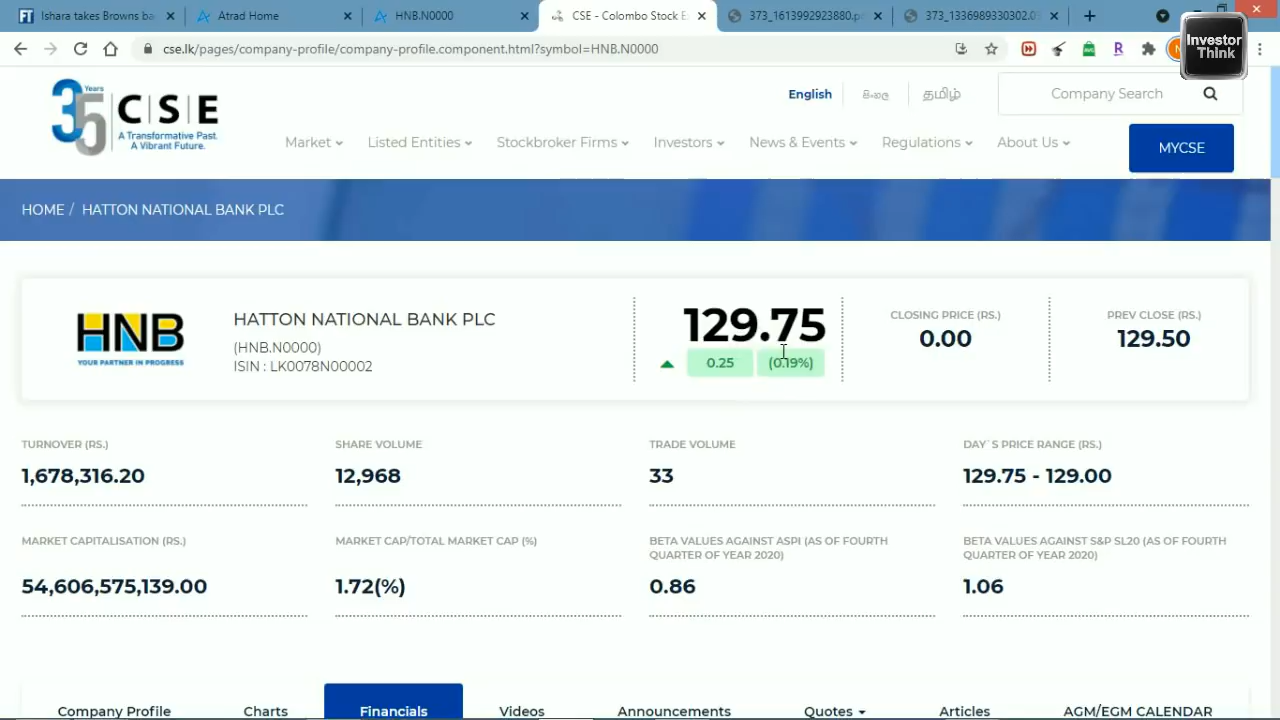 Ishara takes Browns ba
Atrad Home
HNB.N0000
CSE - Colombo Stock E
373_1613992923880.p
373_1336989330302.0
cse.lk/pages/company-profile/company-profile.component.html?symbol=HNB.N0000
Investor
Think
35 Years
C|S|E
A Transformative Past.
A Vibrant Future.
English
සිංහල
தமிழ்
Company Search
Market
Listed Entities
Stockbroker Firms
Investors
News & Events
Regulations
About Us
MYCSE
HOME / HATTON NATIONAL BANK PLC
HNB
YOUR PARTNER IN PROGRESS
HATTON NATIONAL BANK PLC
(HNB.N0000)
ISIN : LK0078N00002
129.75
0.25
(0.19%)
CLOSING PRICE (RS.)
0.00
PREV CLOSE (RS.)
129.50
TURNOVER (RS.)
1,678,316.20
SHARE VOLUME
12,968
TRADE VOLUME
33
DAY`S PRICE RANGE (RS.)
129.75 - 129.00
MARKET CAPITALISATION (RS.)
54,606,575,139.00
MARKET CAP/TOTAL MARKET CAP (%)
1.72(%)
BETA VALUES AGAINST ASPI (AS OF FOURTH
QUARTER OF YEAR 2020)
0.86
BETA VALUES AGAINST S&P SL20 (AS OF FOURTH
QUARTER OF YEAR 2020)
1.06
Company Profile
Charts
Financials
Videos
Announcements
Quotes
Articles
AGM/EGM CALENDAR